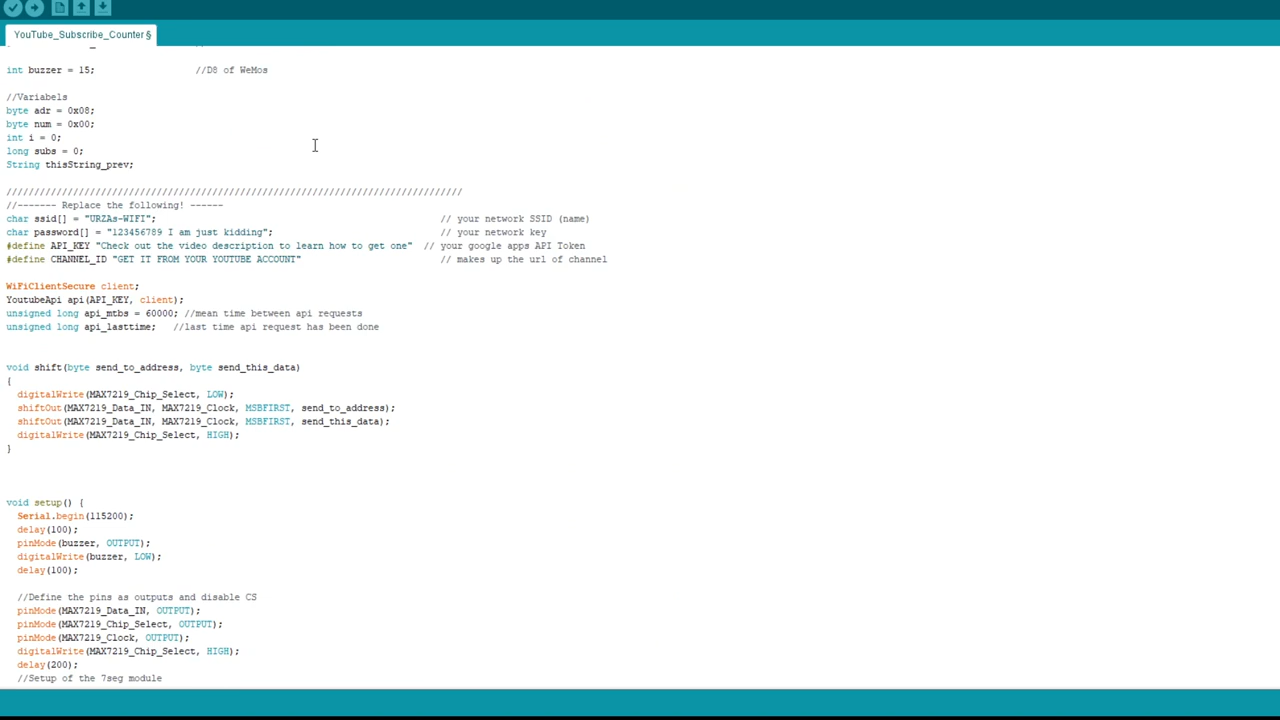 YouTube_Subscribe_Counter §
int buzzer = 15; //D8 of WeMos
//Variabels
byte adr = 0x08;
byte num = 0x00;
int i = 0;
long subs = 0;
String thisString_prev;
//////////////////////////////////////////////////////////////////////////////////
//------- Replace the following! ------
char ssid[] = "URZAs-WIFI"; // your network SSID (name)
char password[] = "123456789 I am just kidding"; // your network key
#define API_KEY "Check out the video description to learn how to get one" // your google apps API Token
#define CHANNEL_ID "GET IT FROM YOUR YOUTUBE ACCOUNT" // makes up the url of channel
WiFiClientSecure client;
YoutubeApi api(API_KEY, client);
unsigned long api_mtbs = 60000; //mean time between api requests
unsigned long api_lasttime; //last time api request has been done
void shift(byte send_to_address, byte send_this_data)
{
digitalWrite(MAX7219_Chip_Select, LOW);
shiftOut(MAX7219_Data_IN, MAX7219_Clock, MSBFIRST, send_to_address);
shiftOut(MAX7219_Data_IN, MAX7219_Clock, MSBFIRST, send_this_data);
digitalWrite(MAX7219_Chip_Select, HIGH);
}
void setup() {
Serial.begin(115200);
delay(100);
pinMode(buzzer, OUTPUT);
digitalWrite(buzzer, LOW);
delay(100);
//Define the pins as outputs and disable CS
pinMode(MAX7219_Data_IN, OUTPUT);
pinMode(MAX7219_Chip_Select, OUTPUT);
pinMode(MAX7219_Clock, OUTPUT);
digitalWrite(MAX7219_Chip_Select, HIGH);
delay(200);
//Setup of the 7seg module